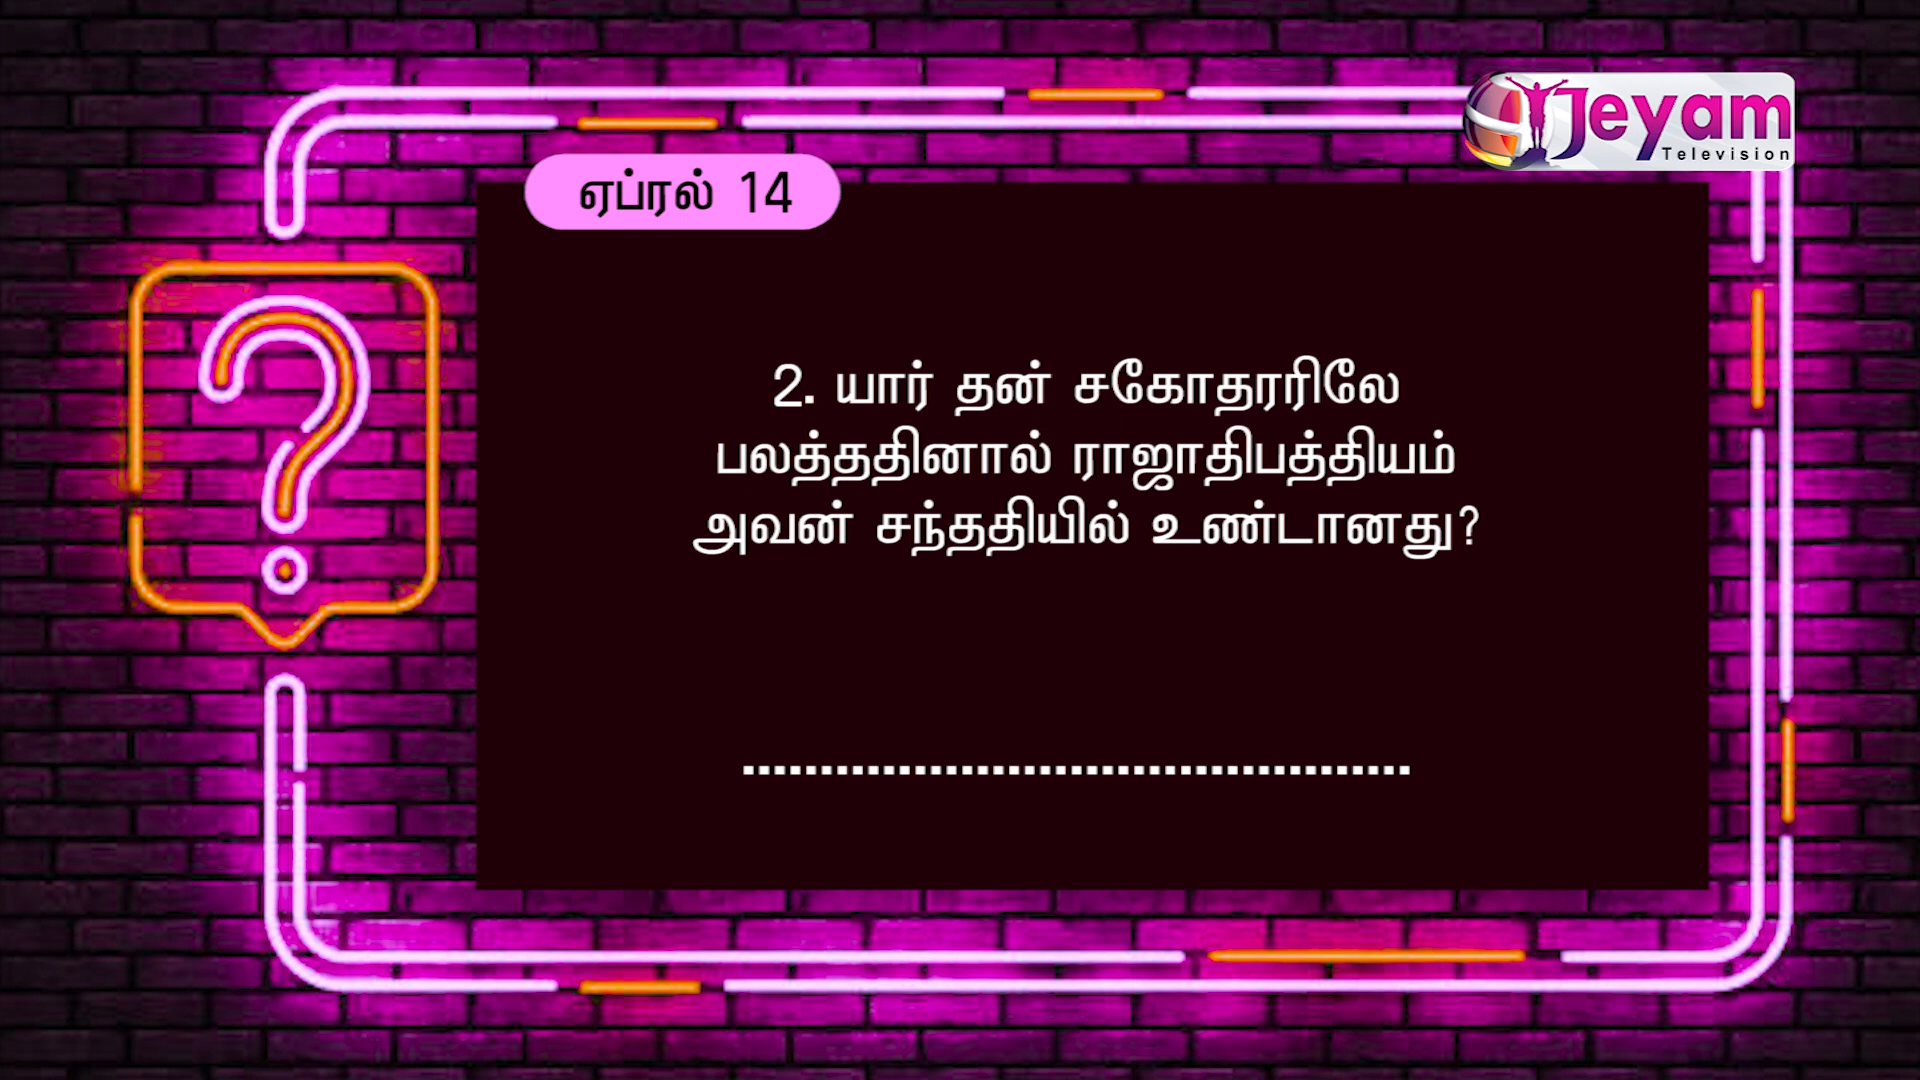 Jeyam
Television
ஏப்ரல் 14
2. யார் தன் சகோதரரிலே
பலத்ததினால் ராஜாதிபத்தியம்
அவன் சந்ததியில் உண்டானது?
...........................................